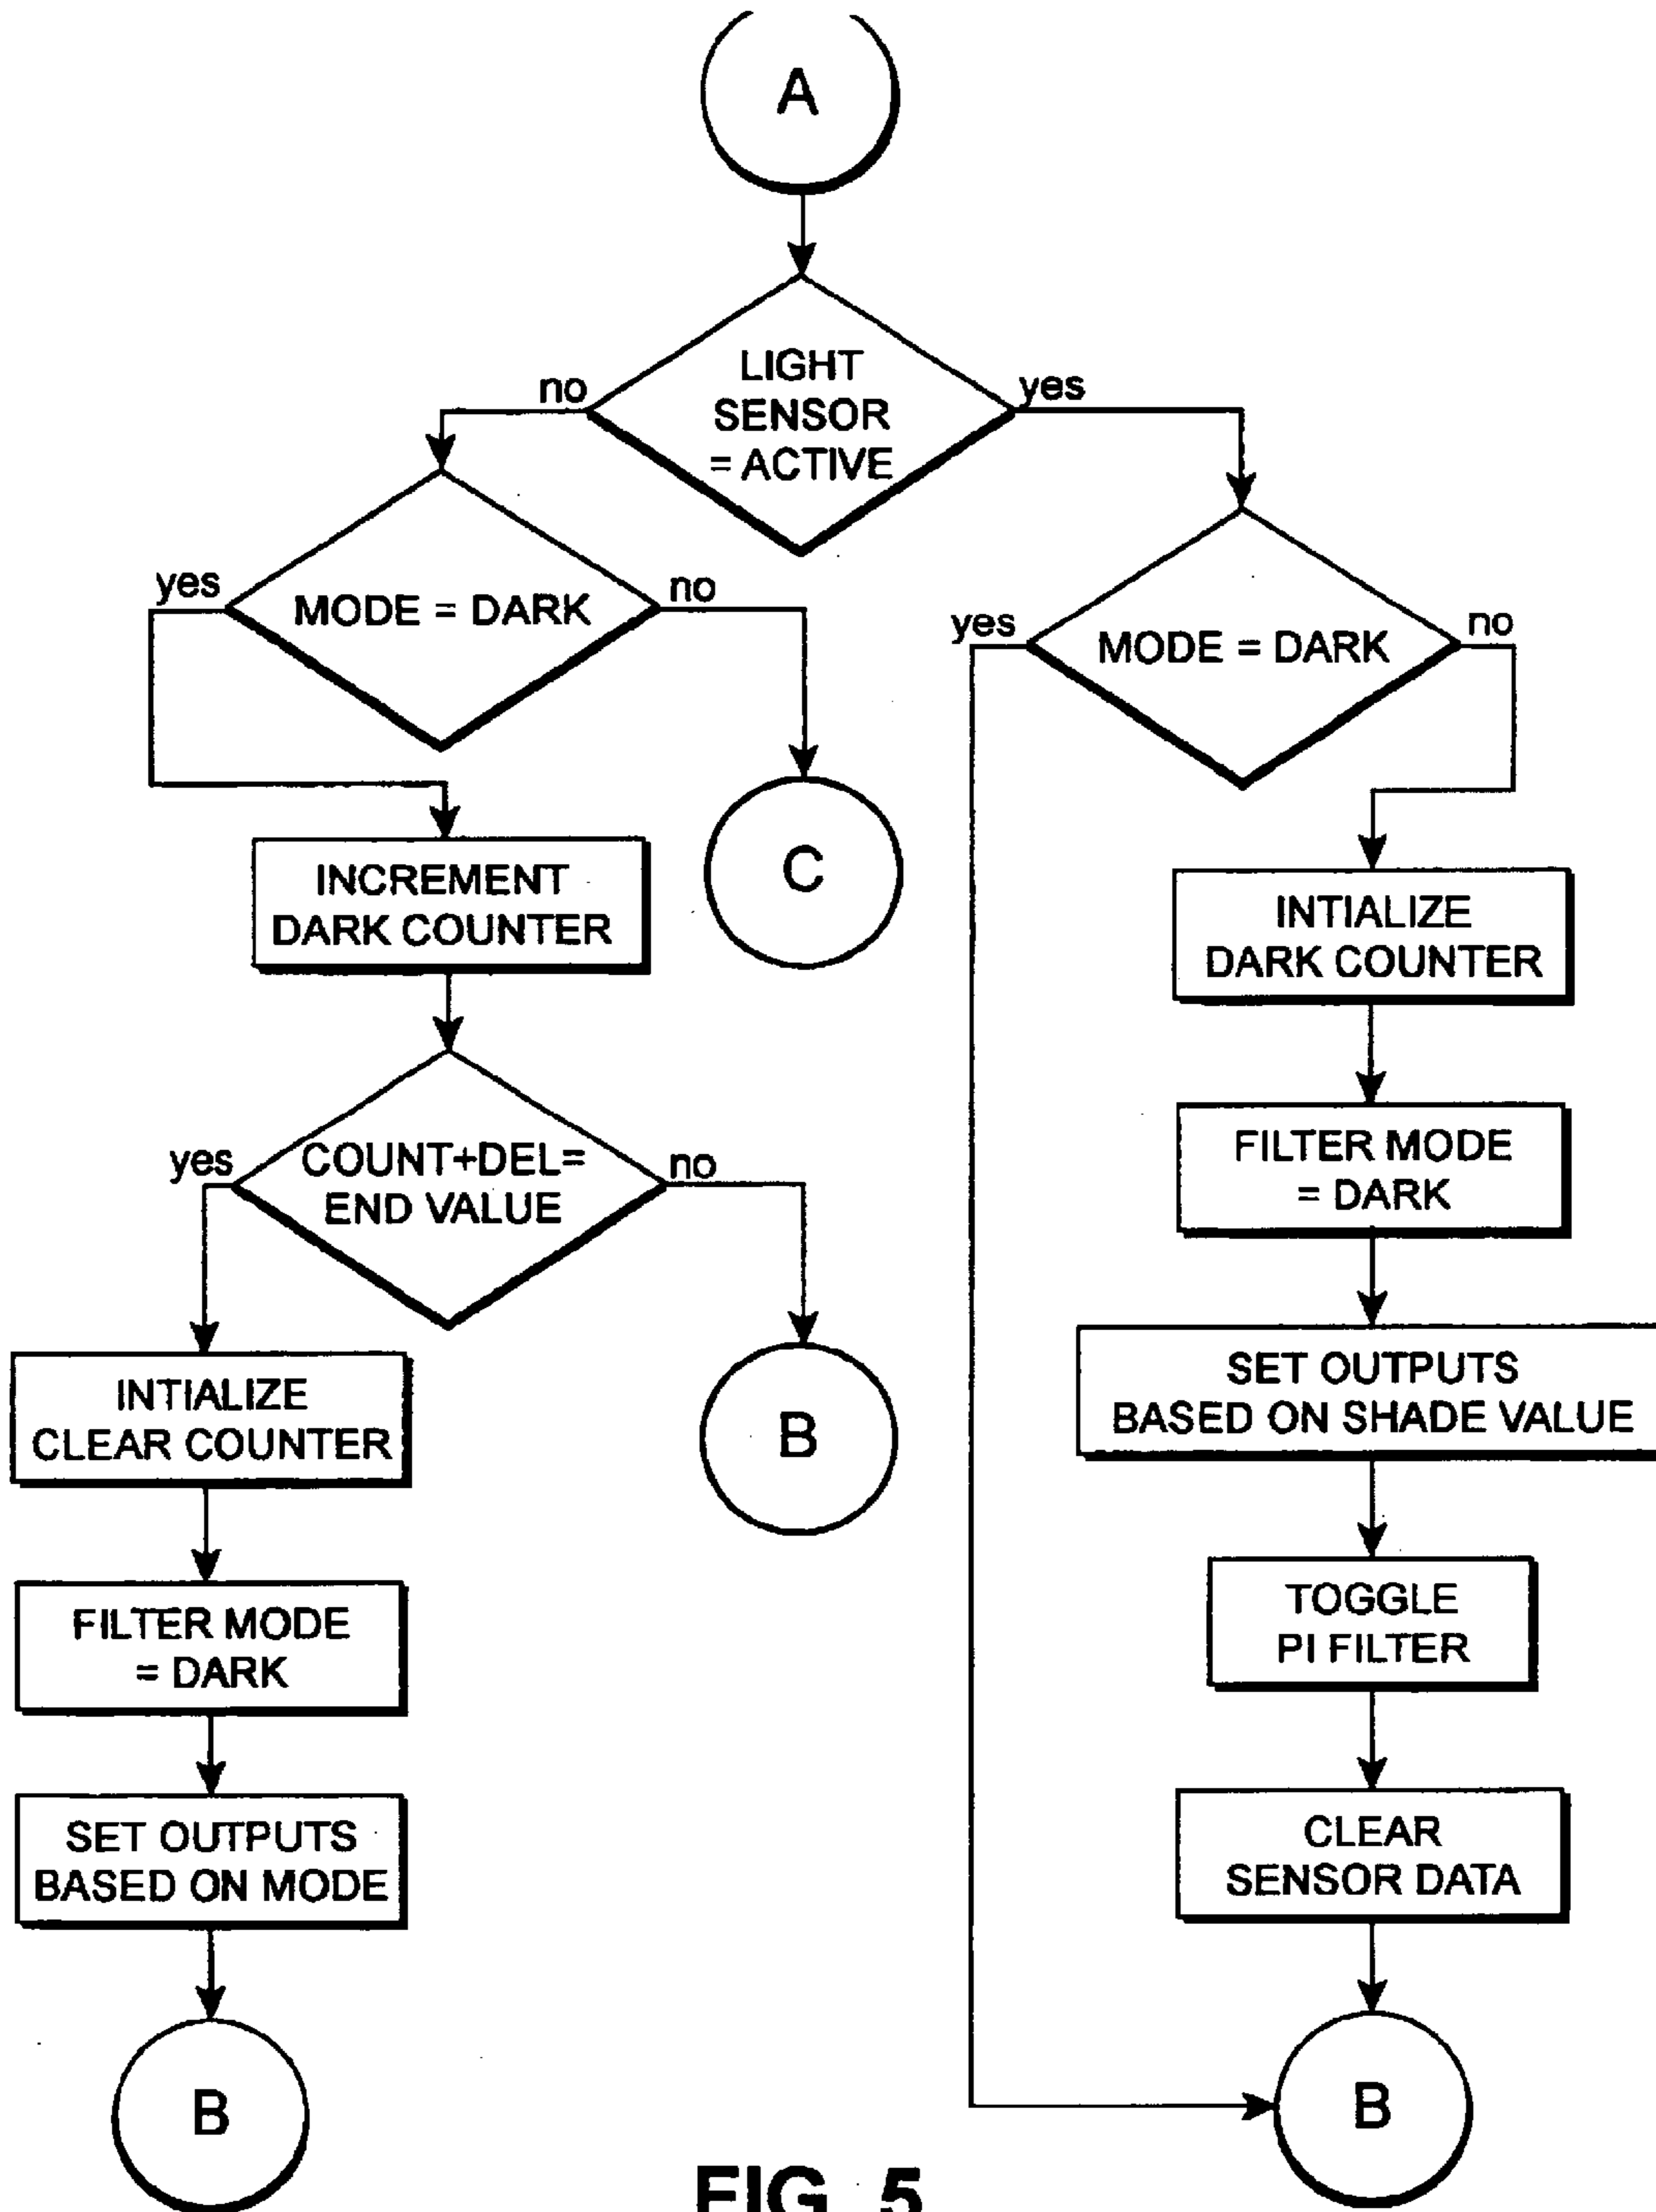 A
LIGHT
SENSOR
= ACTIVE
no
yes
MODE = DARK
yes
no
MODE = DARK
yes
no
C
INCREMENT
DARK COUNTER
INTIALIZE
DARK COUNTER
COUNT+DEL=
END VALUE
yes
no
FILTER MODE
= DARK
INTIALIZE
CLEAR COUNTER
B
SET OUTPUTS
BASED ON SHADE VALUE
FILTER MODE
= DARK
TOGGLE
PI FILTER
SET OUTPUTS
BASED ON MODE
CLEAR
SENSOR DATA
B
B
FIG. 5